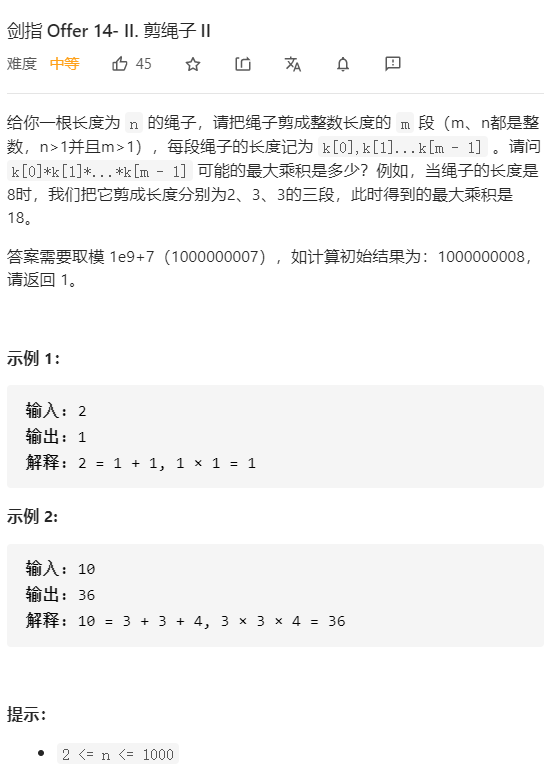 剑指 Offer 14- II. 剪绳子 II
难度 中等 45
给你一根长度为 n 的绳子，请把绳子剪成整数长度的 m 段（m、n都是整
数，n>1并且m>1），每段绳子的长度记为 k[0],k[1]...k[m - 1] 。请问
k[0]*k[1]*...*k[m - 1] 可能的最大乘积是多少？例如，当绳子的长度是
8时，我们把它剪成长度分别为2、3、3的三段，此时得到的最大乘积是
18。
答案需要取模 1e9+7（1000000007），如计算初始结果为：1000000008，
请返回 1。
示例 1：
输入：2
输出：1
解释：2 = 1 + 1, 1 × 1 = 1
示例 2:
输入：10
输出：36
解释：10 = 3 + 3 + 4, 3 × 3 × 4 = 36
提示：
• 2 <= n <= 1000